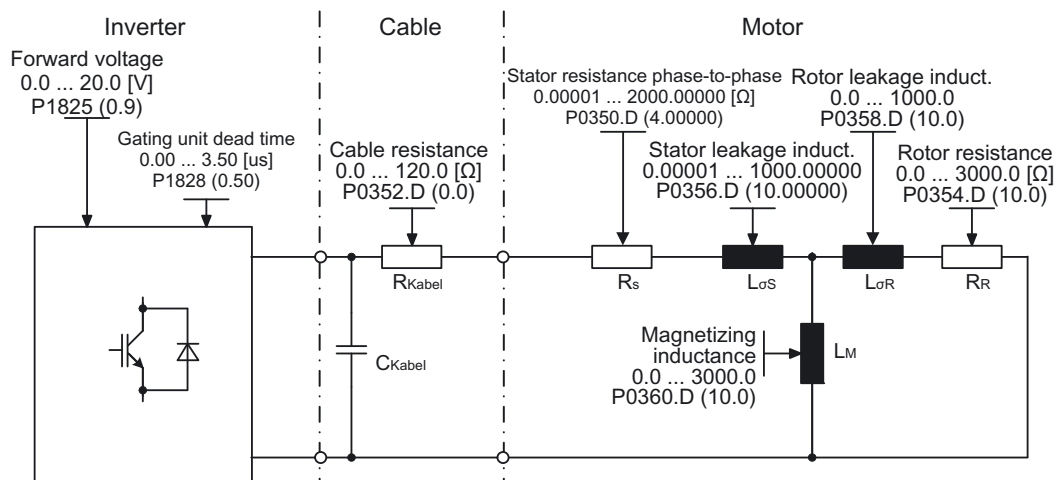 Inverter
Cable
Motor
Forward voltage
0.0 ... 20.0 [V]
P1825 (0.9)
Gating unit dead time
0.00 ... 3.50 [us]
P1828 (0.50)
Cable resistance
0.0 ... 120.0 [Ω]
P0352.D (0.0)
Stator resistance phase-to-phase
0.00001 ... 2000.00000 [Ω]
P0350.D (4.00000)
Rotor leakage induct.
0.0 ... 1000.0
P0358.D (10.0)
Stator leakage induct.
0.00001 ... 1000.00000
P0356.D (10.00000)
Rotor resistance
0.0 ... 3000.0 [Ω]
P0354.D (10.0)
RKabel
Rs
LσS
LσR
RR
CKabel
Magnetizing
inductance
0.0 ... 3000.0
P0360.D (10.0)
LM